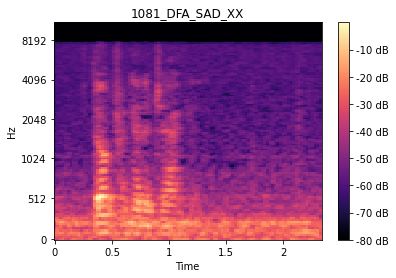 1081_DFA_SAD_XX
8192
4096
2048
1024
512
0
Hz
0
0.5
1
1.5
2
Time
-10 dB
-20 dB
-30 dB
-40 dB
-50 dB
-60 dB
-70 dB
-80 dB